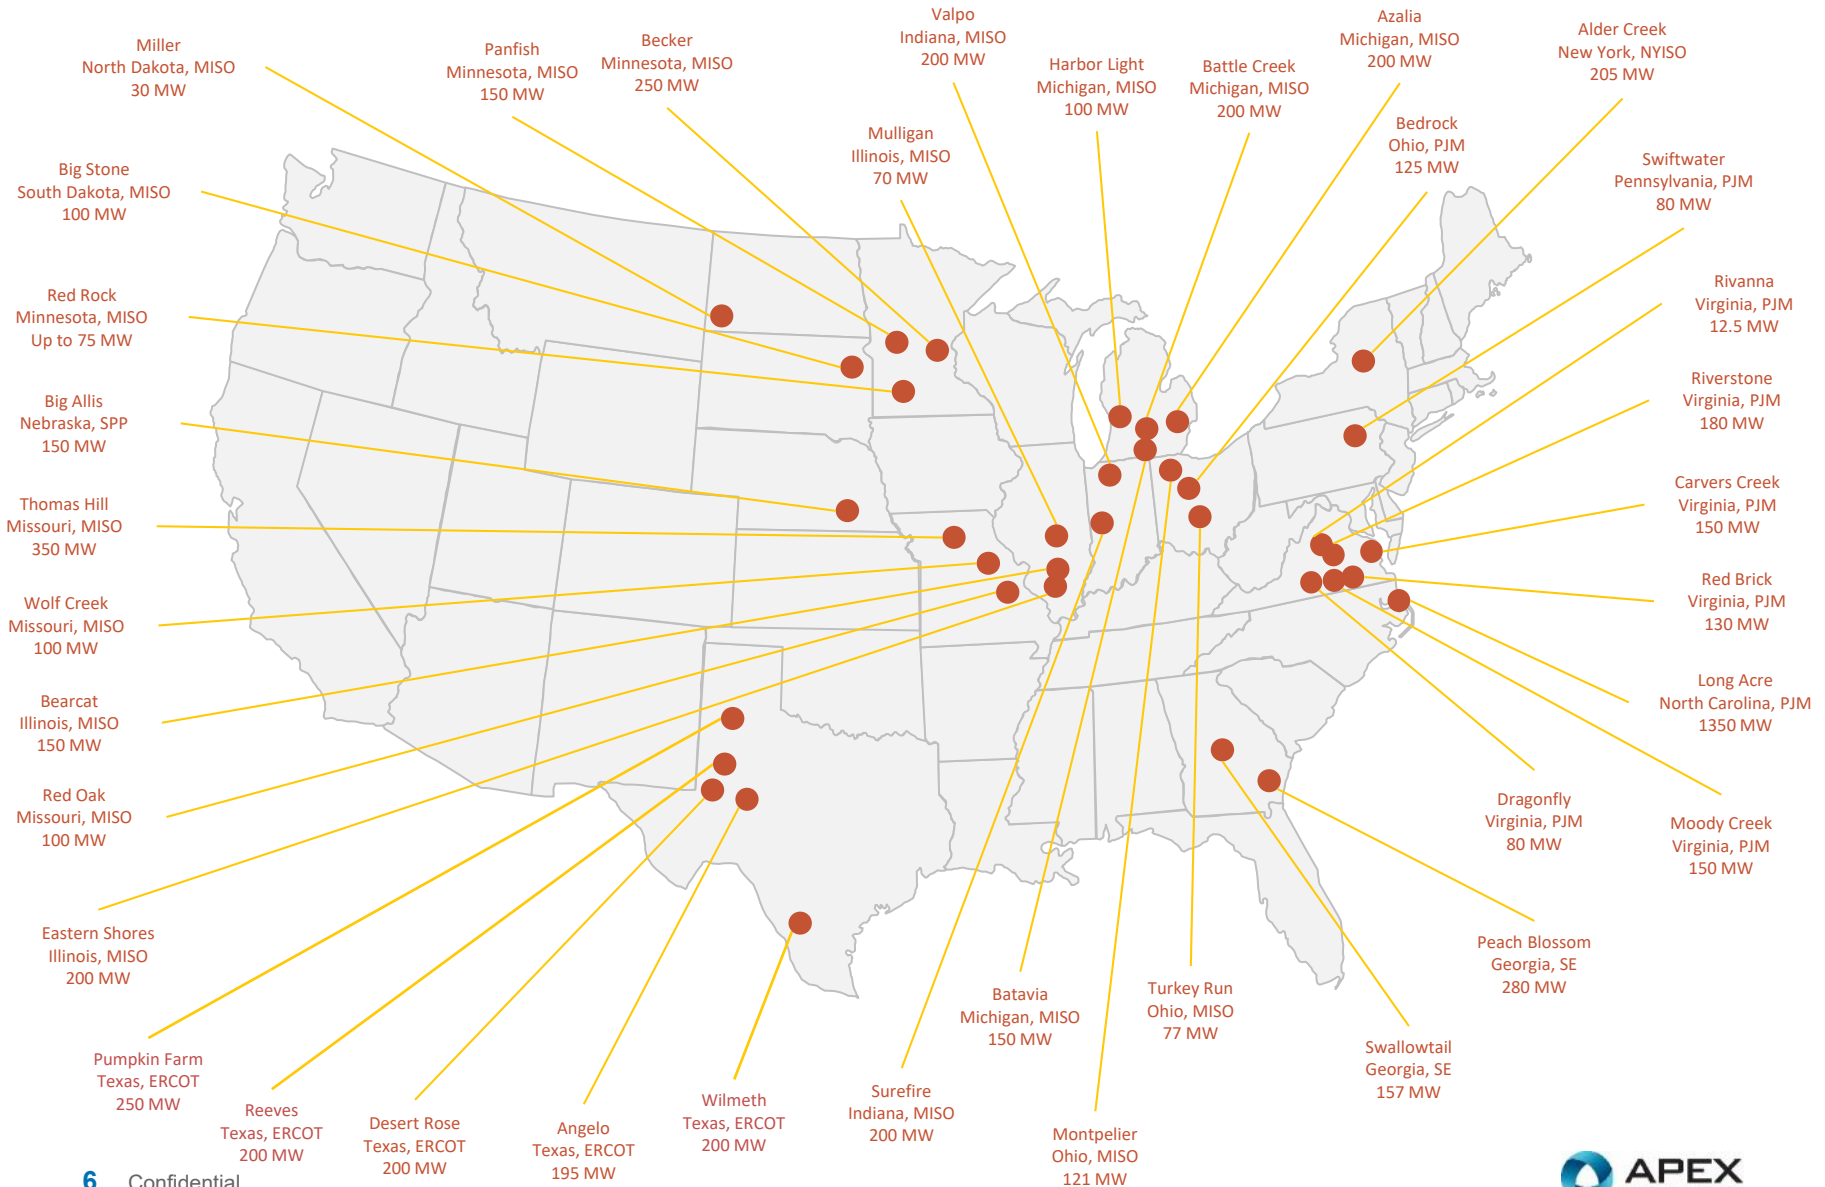 Miller
North Dakota, MISO
30 MW
Panfish
Minnesota, MISO
150 MW
Becker
Minnesota, MISO
250 MW
Valpo
Indiana, MISO
200 MW
Harbor Light
Michigan, MISO
100 MW
Battle Creek
Michigan, MISO
200 MW
Azalia
Michigan, MISO
200 MW
Alder Creek
New York, NYISO
205 MW
Mulligan
Illinois, MISO
70 MW
Bedrock
Ohio, PJM
125 MW
Swiftwater
Pennsylvania, PJM
80 MW
Big Stone
South Dakota, MISO
100 MW
Rivanna
Virginia, PJM
12.5 MW
Red Rock
Minnesota, MISO
Up to 75 MW
Riverstone
Virginia, PJM
180 MW
Big Allis
Nebraska, SPP
150 MW
Carvers Creek
Virginia, PJM
150 MW
Thomas Hill
Missouri, MISO
350 MW
Red Brick
Virginia, PJM
130 MW
Wolf Creek
Missouri, MISO
100 MW
Long Acre
North Carolina, PJM
1350 MW
Bearcat
Illinois, MISO
150 MW
Red Oak
Missouri, MISO
100 MW
Dragonfly
Virginia, PJM
80 MW
Moody Creek
Virginia, PJM
150 MW
Eastern Shores
Illinois, MISO
200 MW
Peach Blossom
Georgia, SE
280 MW
Batavia
Michigan, MISO
150 MW
Turkey Run
Ohio, MISO
77 MW
Swallowtail
Georgia, SE
157 MW
Pumpkin Farm
Texas, ERCOT
250 MW
Reeves
Texas, ERCOT
200 MW
Desert Rose
Texas, ERCOT
200 MW
Angelo
Texas, ERCOT
195 MW
Wilmeth
Texas, ERCOT
200 MW
Surefire
Indiana, MISO
200 MW
Montpelier
Ohio, MISO
121 MW
6 Confidential
APEX